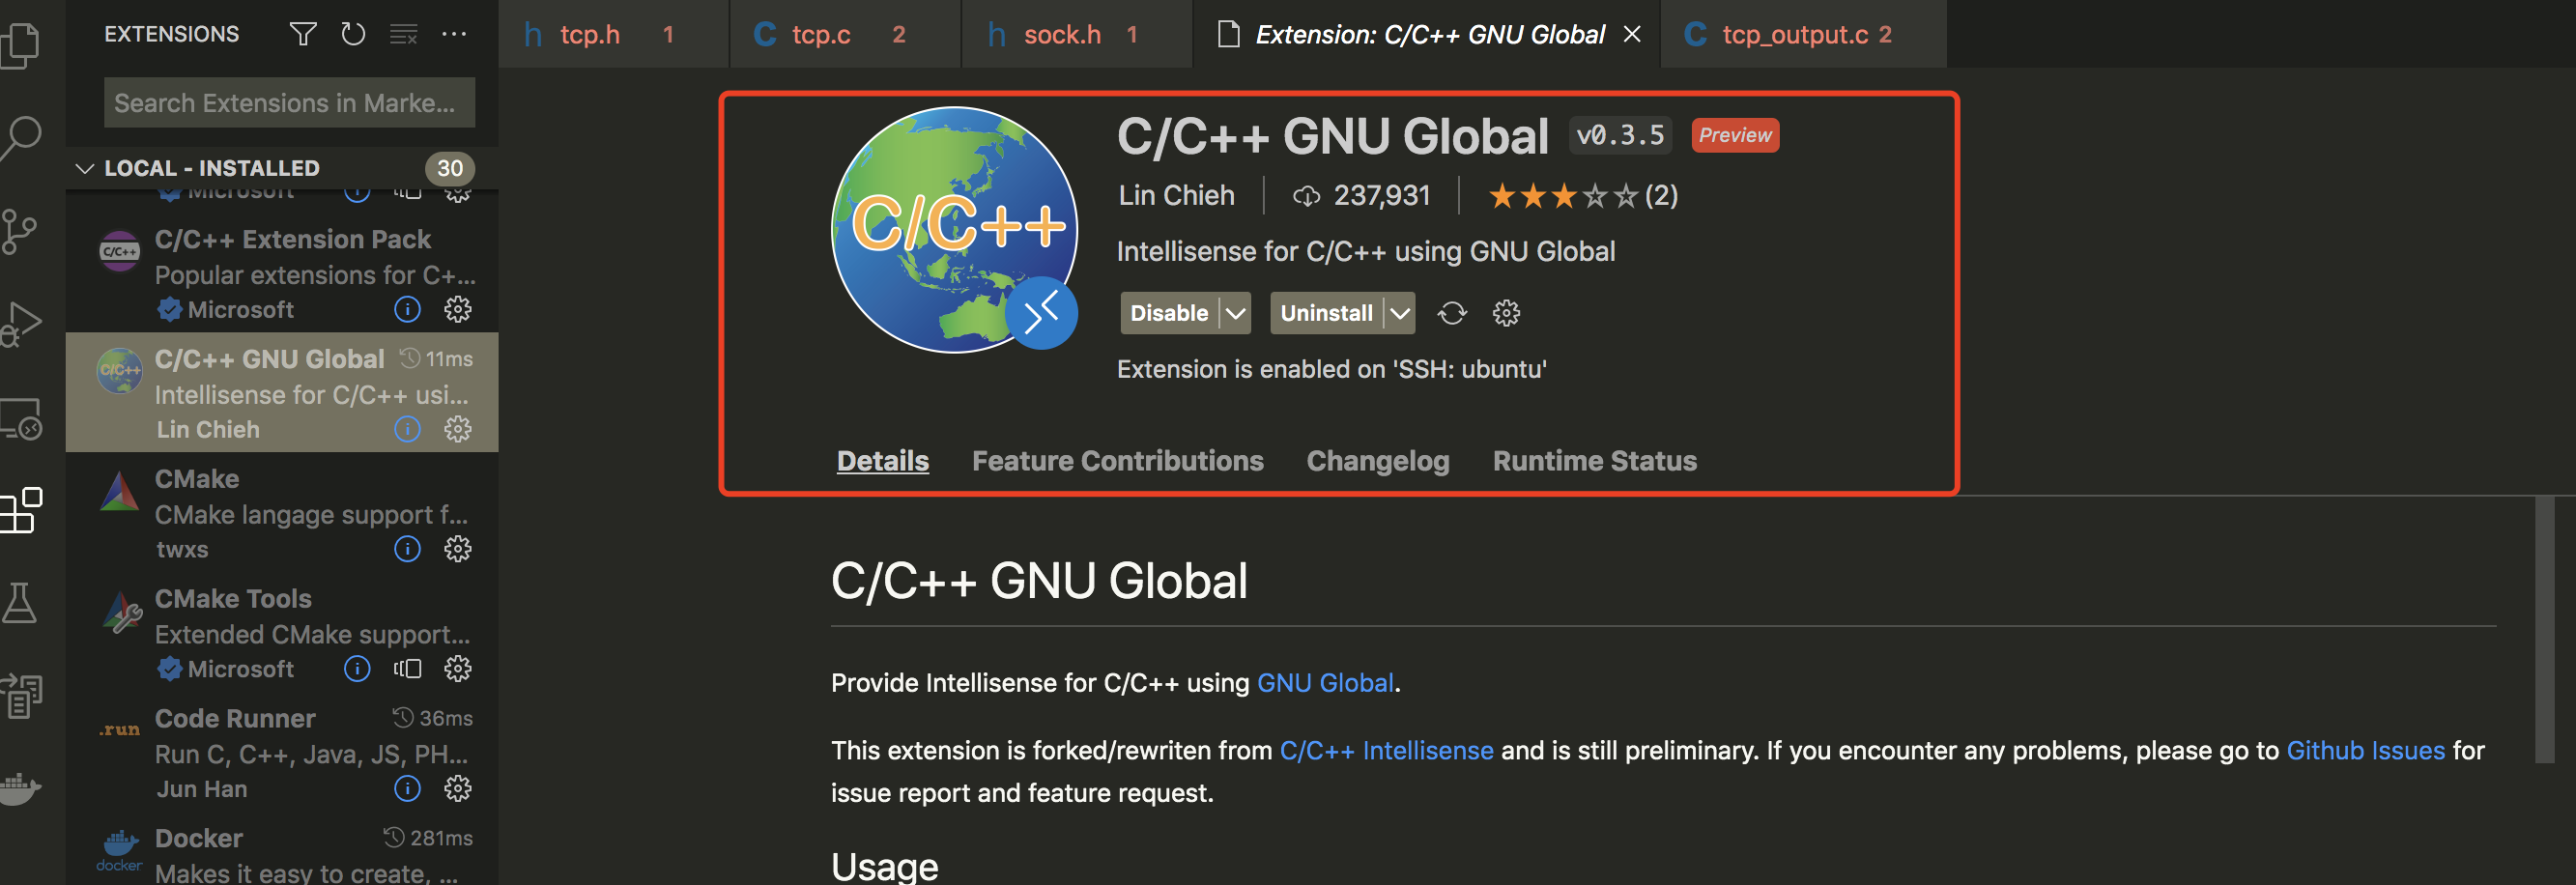 EXTENSIONS
Search Extensions in Marke...
LOCAL - INSTALLED 30
Microsoft
C/C++ Extension Pack
Popular extensions for C+...
Microsoft
C/C++ GNU Global 11ms
Intellisense for C/C++ usi...
Lin Chieh
CMake
CMake langage support f...
twxs
CMake Tools
Extended CMake support...
Microsoft
.run
Code Runner 36ms
Run C, C++, Java, JS, PH...
Jun Han
docker
Docker 281ms
Makes it easy to create, ...
h tcp.h 1
C tcp.c 2
h sock.h 1
Extension: C/C++ GNU Global
C tcp_output.c 2
C/C++
C/C++ GNU Global v0.3.5 Preview
Lin Chieh 237,931 (2)
Intellisense for C/C++ using GNU Global
Disable Uninstall
Extension is enabled on 'SSH: ubuntu'
Details Feature Contributions Changelog Runtime Status
C/C++ GNU Global
Provide Intellisense for C/C++ using GNU Global.
This extension is forked/rewriten from C/C++ Intellisense and is still preliminary. If you encounter any problems, please go to Github Issues for
issue report and feature request.
Usage